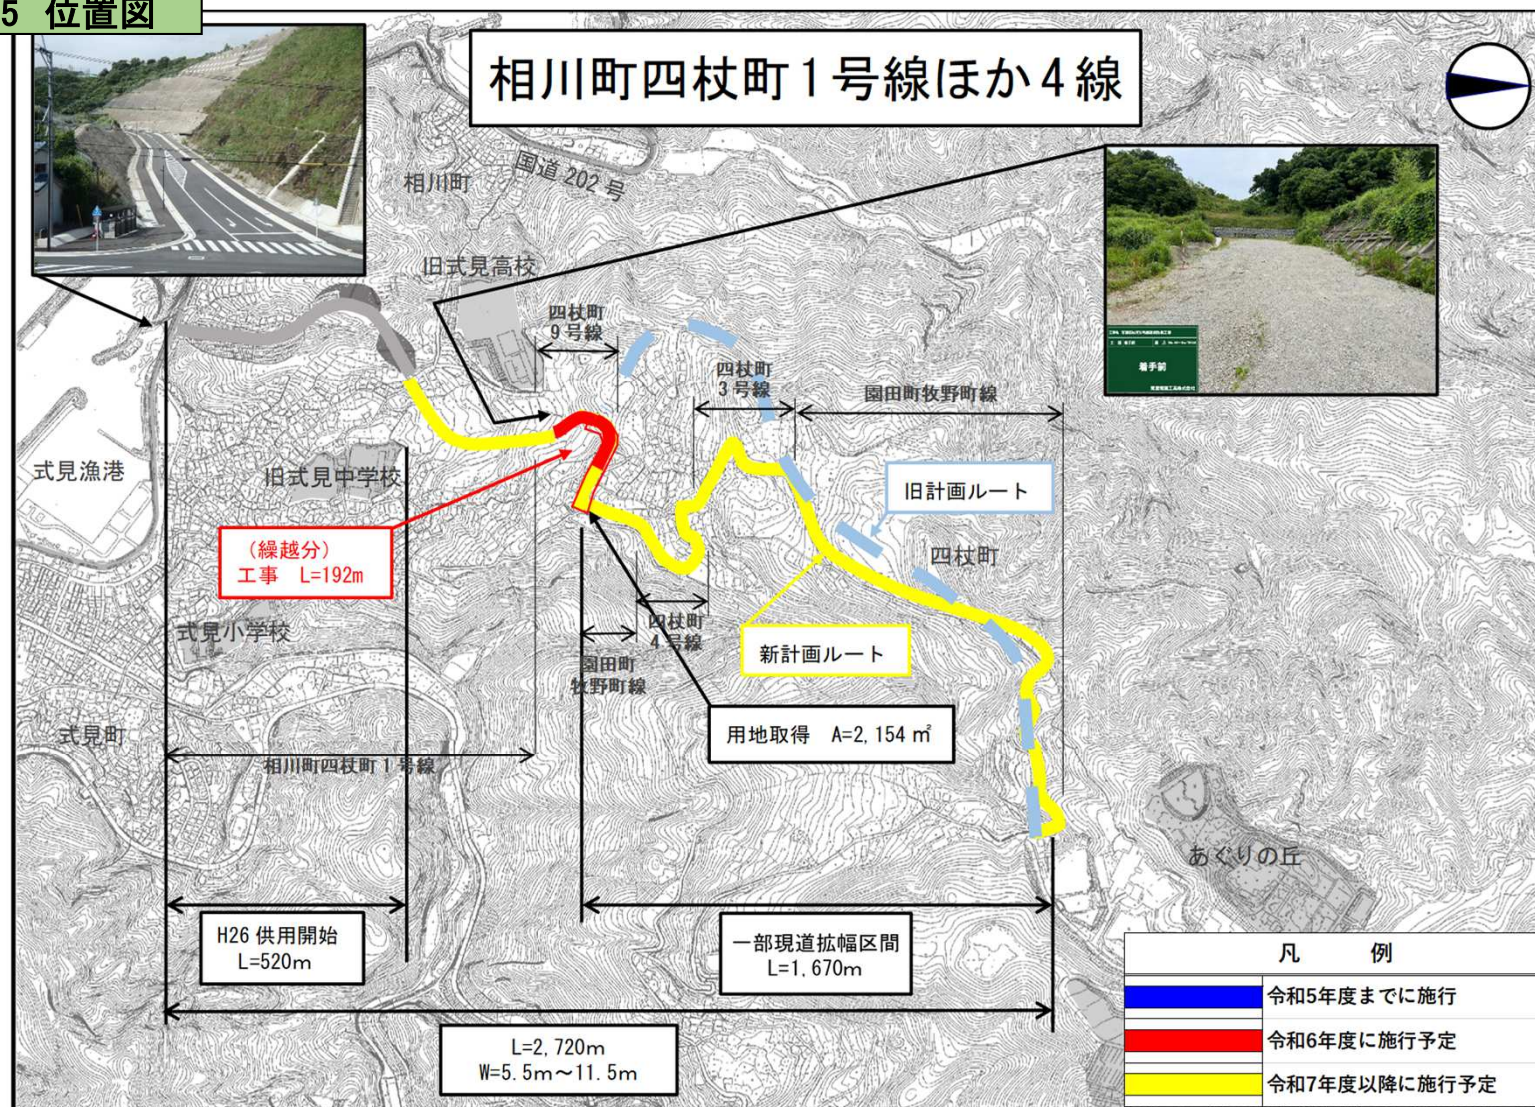 5 位置図
相川町四杖町1号線ほか4線
国道 202 号
相川町
旧式見高校
四杖町
9号線
四杖町
3号線
園田町牧野町線
着手前
式見漁港
旧式見中学校
旧計画ルート
(繰越分)
工事 L=192m
四杖町
式見小学校
四杖町
4号線
新計画ルート
園田町
牧野町線
用地取得 A=2,154㎡
式見町
相川町四杖町1号線
あぐりの丘
H26 供用開始
L=520m
一部現道拡幅区間
L=1,670m
L=2,720m
W=5.5m~11.5m
凡 例
令和5年度までに施行
令和6年度に施行予定
令和7年度以降に施行予定